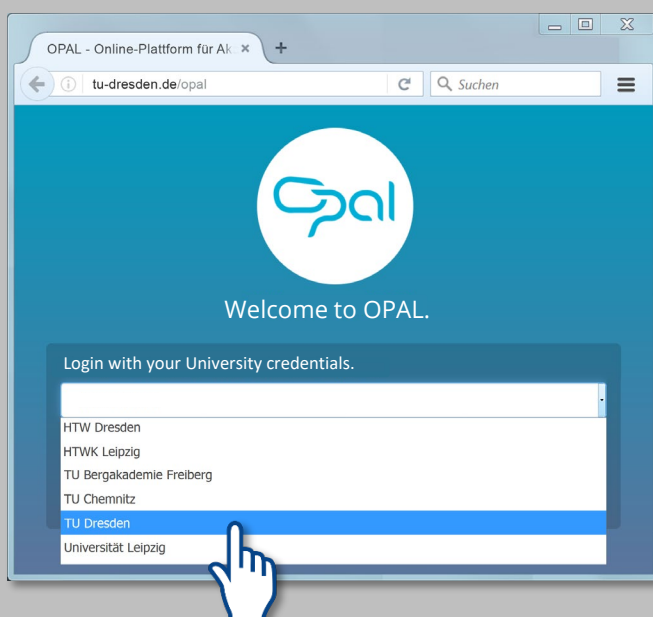 OPAL - Online-Plattform für Ak
tu-dresden.de/opal
Suchen
Opal
Welcome to OPAL.
Login with your University credentials.
HTW Dresden
HTWK Leipzig
TU Bergakademie Freiberg
TU Chemnitz
TU Dresden
Universität Leipzig